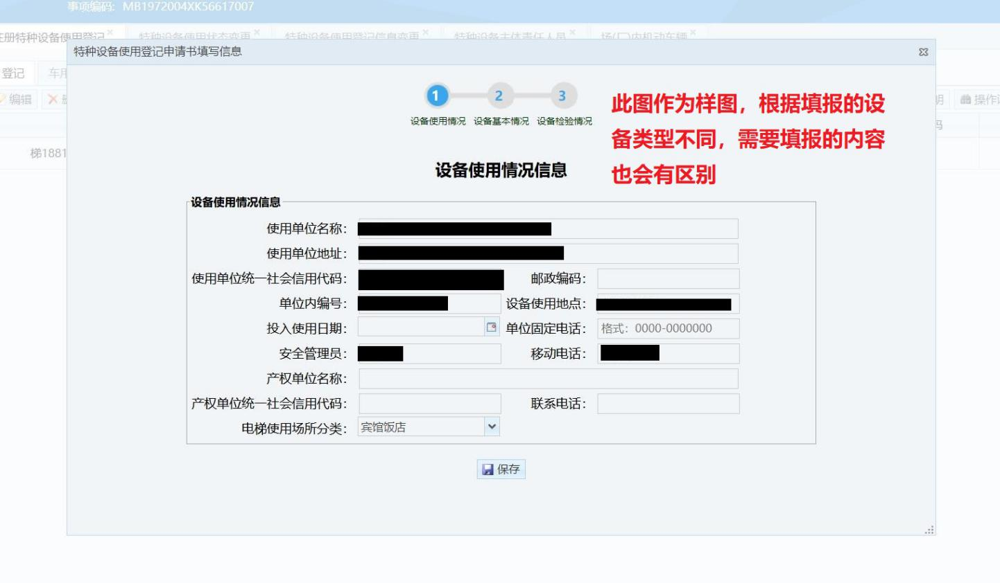 事项编码：MB1972004XK56617007
册特种设备使用登记
特种设备使用状态变更
特种设备使用登记信息变更
特种设备主体责任人员
场(厂)内机动车辆
特种设备使用登记申请书填写信息
登记
车用
编辑
操作
1
2
3
设备使用情况
设备基本情况
设备检验情况
此图作为样图，根据填报的设
备类型不同，需要填报的内容
也会有区别
梯1881
码
设备使用情况信息
设备使用情况信息
使用单位名称：
使用单位地址：
使用单位统一社会信用代码：
邮政编码：
单位内编号：
设备使用地点：
投入使用日期：
单位固定电话： 格式：0000-0000000
安全管理员：
移动电话：
产权单位名称：
产权单位统一社会信用代码：
联系电话：
电梯使用场所分类： 宾馆饭店
保存